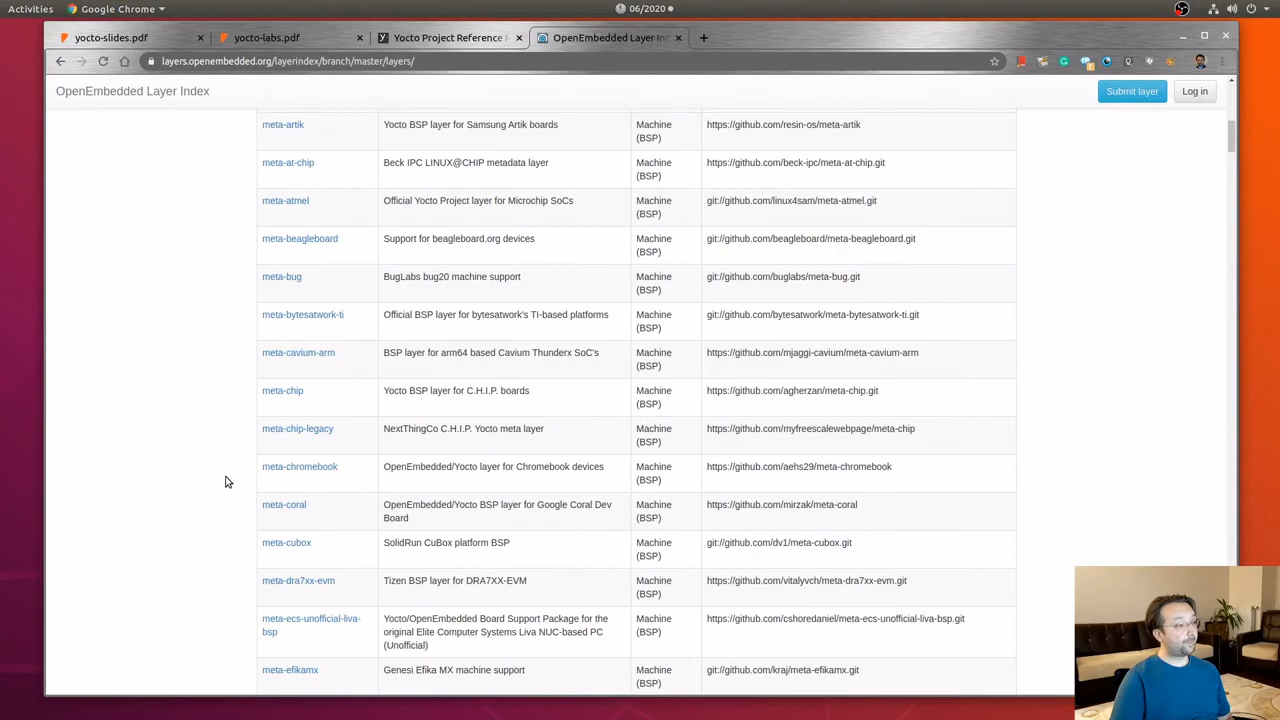 Activities Google Chrome 06/2020
yocto-slides.pdf yocto-labs.pdf Yocto Project Reference M OpenEmbedded Layer In
layers.openembedded.org/layerindex/branch/master/layers/
OpenEmbedded Layer Index Submit layer Log in
meta-artik Yocto BSP layer for Samsung Artik boards Machine https://github.com/resin-os/meta-artik
(BSP)
meta-at-chip Beck IPC LINUX@CHIP metadata layer Machine https://github.com/beck-ipc/meta-at-chip.git
(BSP)
meta-atmel Official Yocto Project layer for Microchip SoCs Machine git://github.com/linux4sam/meta-atmel.git
(BSP)
meta-beagleboard Support for beagleboard.org devices Machine git://github.com/beagleboard/meta-beagleboard.git
(BSP)
meta-bug BugLabs bug20 machine support Machine git://github.com/buglabs/meta-bug.git
(BSP)
meta-bytesatwork-ti Official BSP layer for bytesatwork's TI-based platforms Machine git://github.com/bytesatwork/meta-bytesatwork-ti.git
(BSP)
meta-cavium-arm BSP layer for arm64 based Cavium Thunderx SoC's Machine https://github.com/mjaggi-cavium/meta-cavium-arm
(BSP)
meta-chip Yocto BSP layer for C.H.I.P. boards Machine https://github.com/agherzan/meta-chip.git
(BSP)
meta-chip-legacy NextThingCo C.H.I.P. Yocto meta layer Machine https://github.com/myfreescalewebpage/meta-chip
(BSP)
meta-chromebook OpenEmbedded/Yocto layer for Chromebook devices Machine https://github.com/aehs29/meta-chromebook
(BSP)
meta-coral OpenEmbedded/Yocto BSP layer for Google Coral Dev Machine https://github.com/mirzak/meta-coral
Board (BSP)
meta-cubox SolidRun CuBox platform BSP Machine git://github.com/dv1/meta-cubox.git
(BSP)
meta-dra7xx-evm Tizen BSP layer for DRA7XX-EVM Machine https://github.com/vitalyvch/meta-dra7xx-evm.git
(BSP)
meta-ecs-unofficial-liva- Yocto/OpenEmbedded Board Support Package for the Machine https://github.com/cshoredaniel/meta-ecs-unofficial-liva-bsp.git
bsp original Elite Computer Systems Liva NUC-based PC (BSP)
(Unofficial)
meta-efikamx Genesi Efika MX machine support Machine git://github.com/kraj/meta-efikamx.git
(BSP)